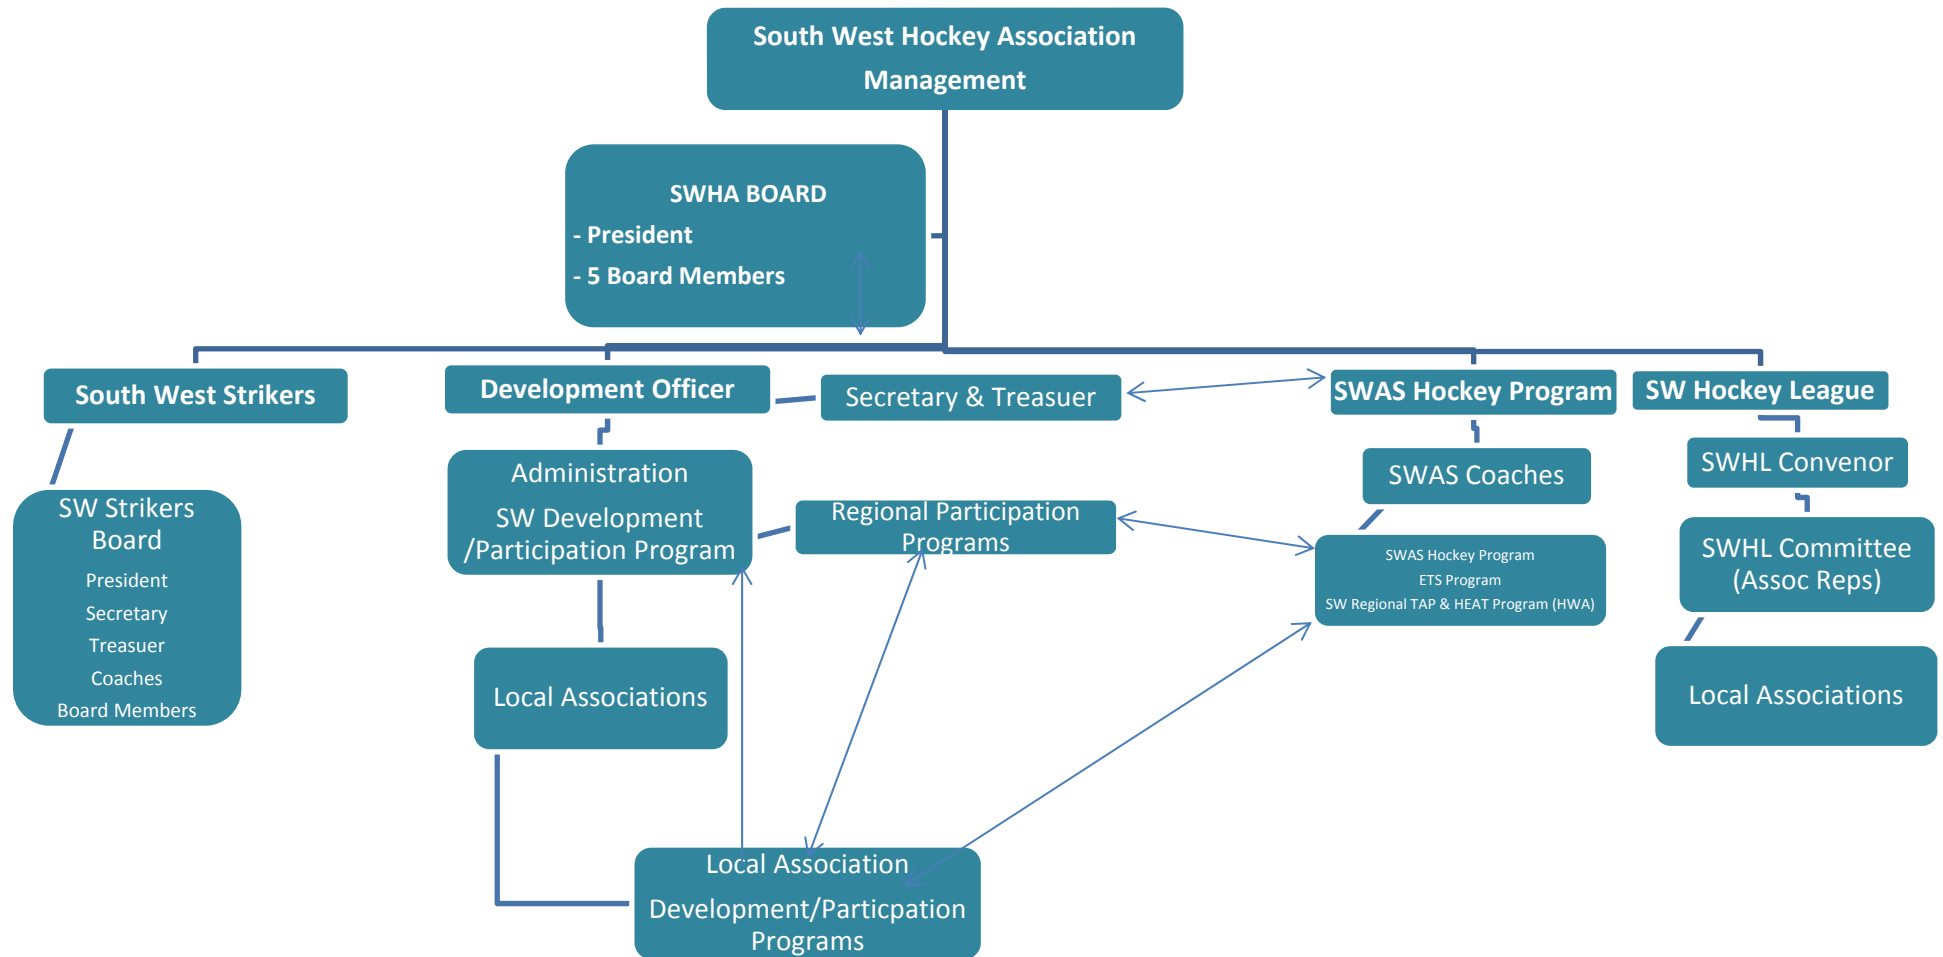 South West Hockey Association
Management
SWHA BOARD
- President
- 5 Board Members
South West Strikers
Development Officer
Secretary & Treasuer
SWAS Hockey Program
SW Hockey League
SW Strikers
Board
President
Secretary
Treasuer
Coaches
Board Members
Administration
SW Development
/Participation Program
Regional Participation
Programs
SWAS Coaches
SWHL Convenor
SWAS Hockey Program
ETS Program
SW Regional TAP & HEAT Program (HWA)
SWHL Committee
(Assoc Reps)
Local Associations
Local Associations
Local Association
Development/Particpation
Programs